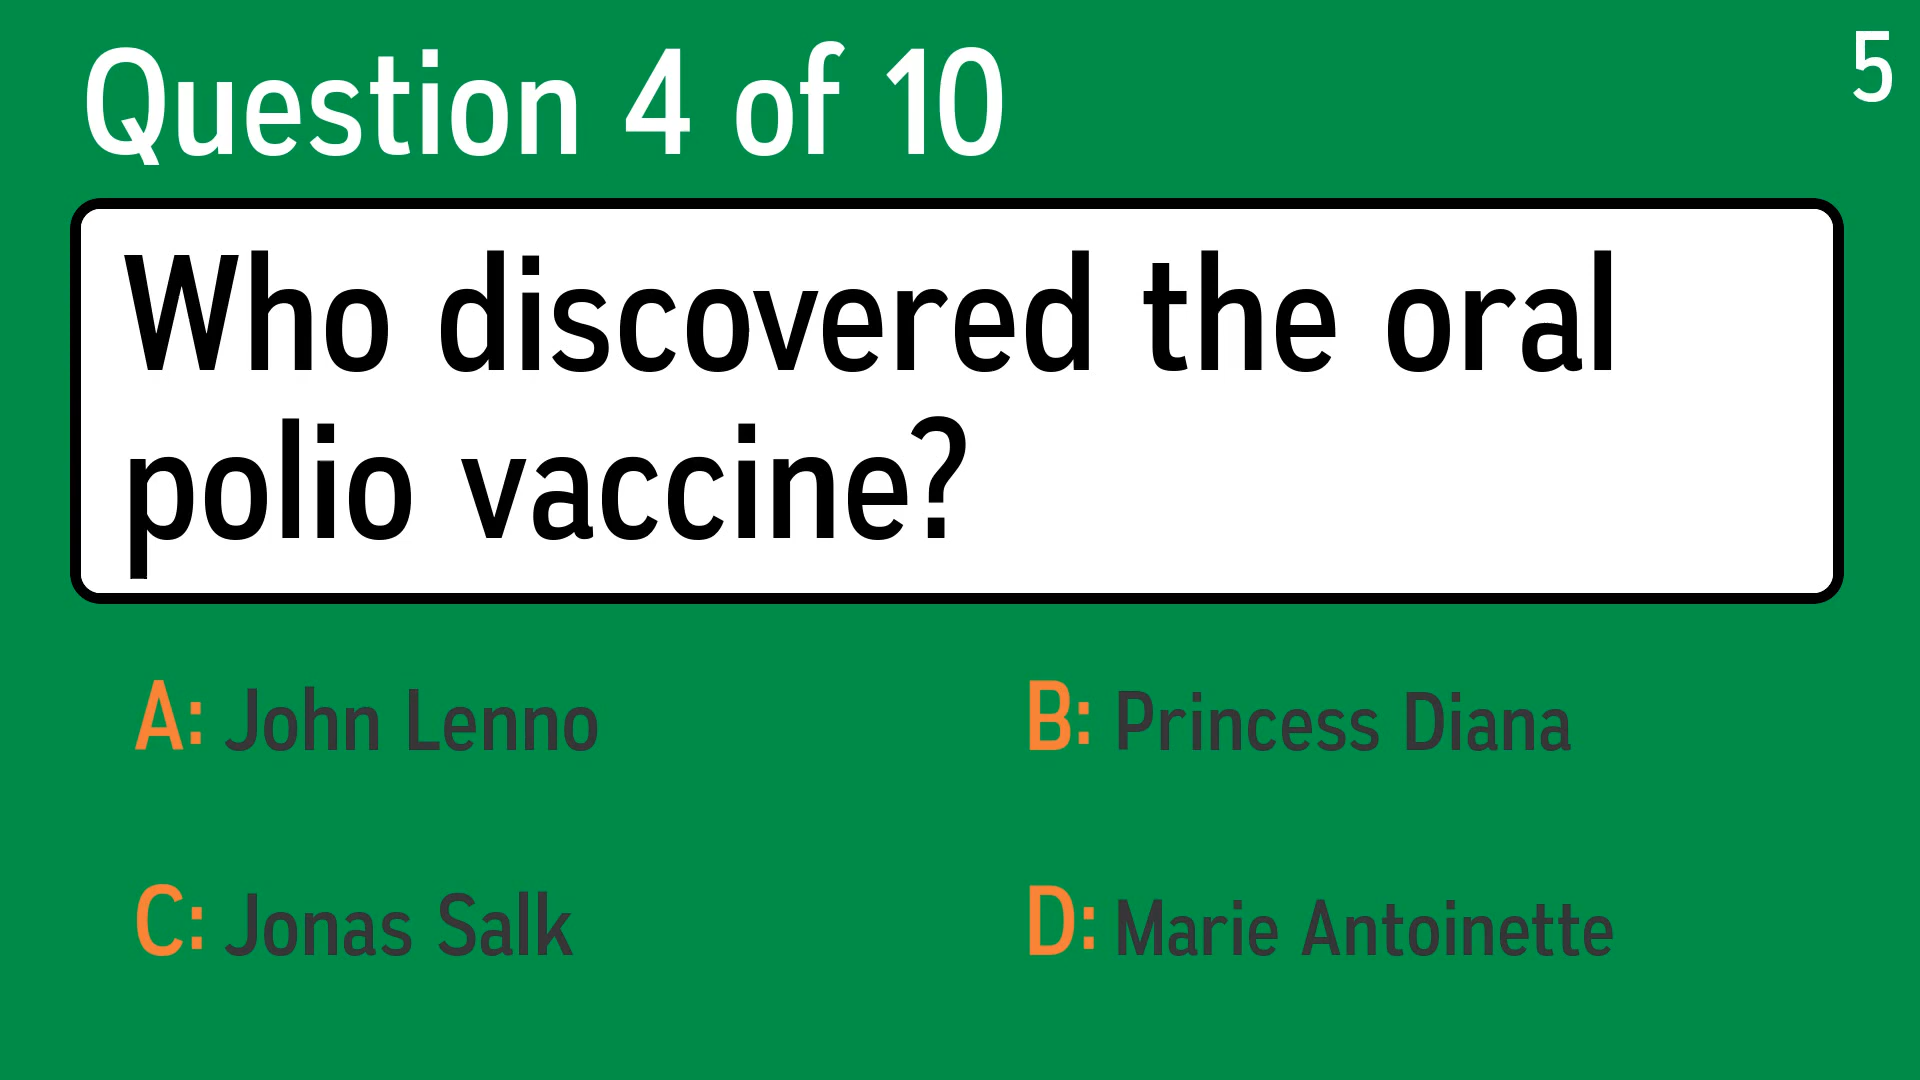 Question 4 of 10
5
Who discovered the oral
polio vaccine?
A: John Lenno
B: Princess Diana
C: Jonas Salk
D: Marie Antoinette